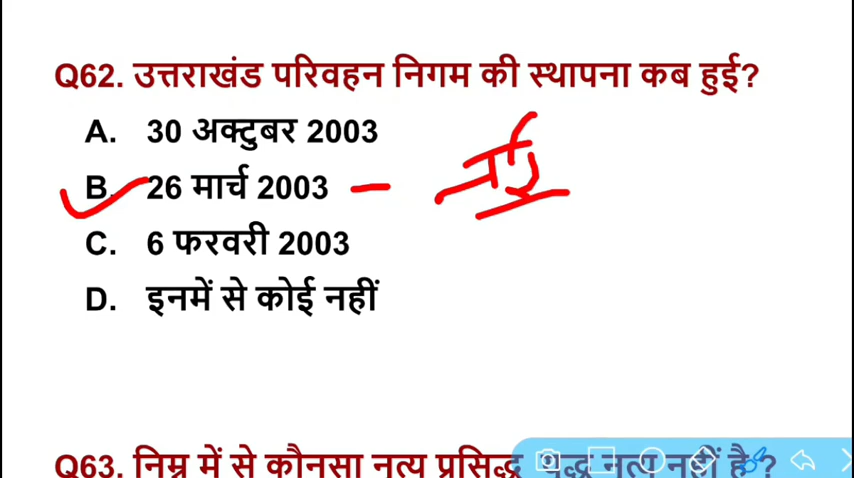 Q62. उत्तराखंड परिवहन निगम की स्थापना कब हुई?
A. 30 अक्टुबर 2003
B. 26 मार्च 2003 –
C. 6 फरवरी 2003
D. इनमें से कोई नहीं
Q63. निम्न में से कौनसा नृत्य प्रसिद्ध युद्ध नृत्य नहीं है ?